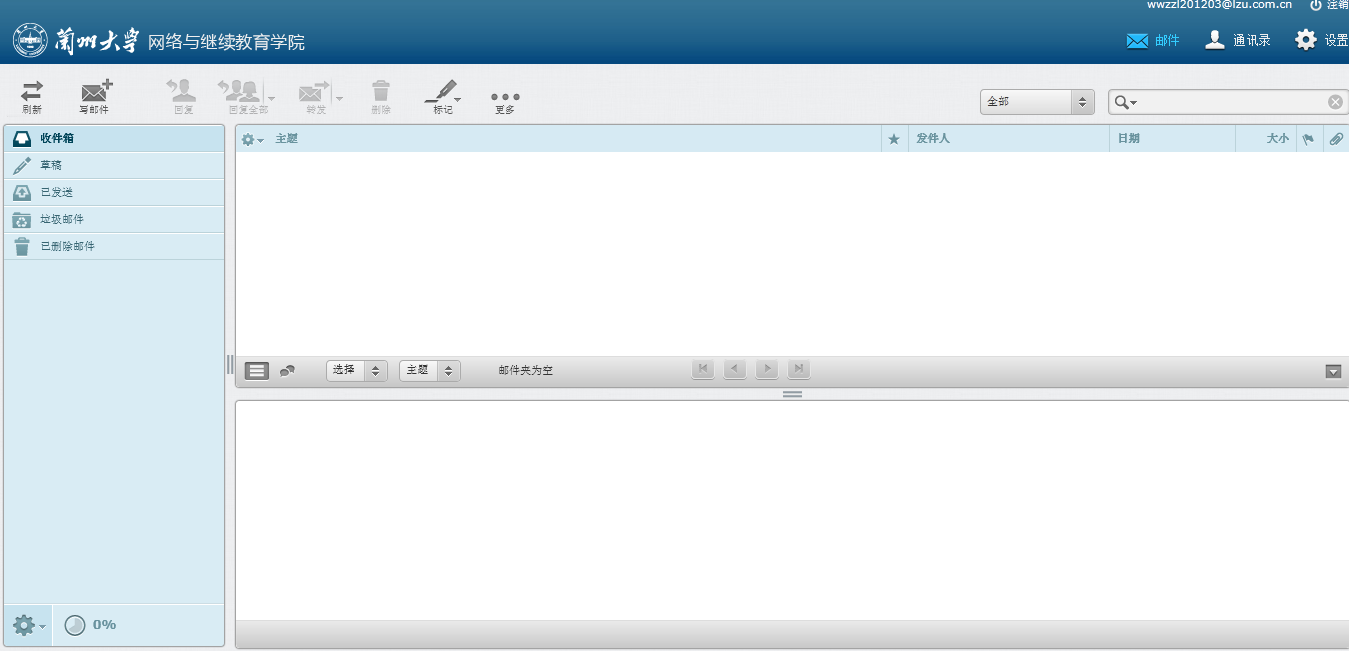 wwzzl201203@lzu.com.cn 注销
兰州大学 网络与继续教育学院
邮件 通讯录 设置
刷新 写邮件 回复 回复全部 转发 删除 标记 更多
全部
收件箱
草稿
已发送
垃圾邮件
已删除邮件
主题 发件人 日期 大小
选择 主题 邮件夹为空
0%